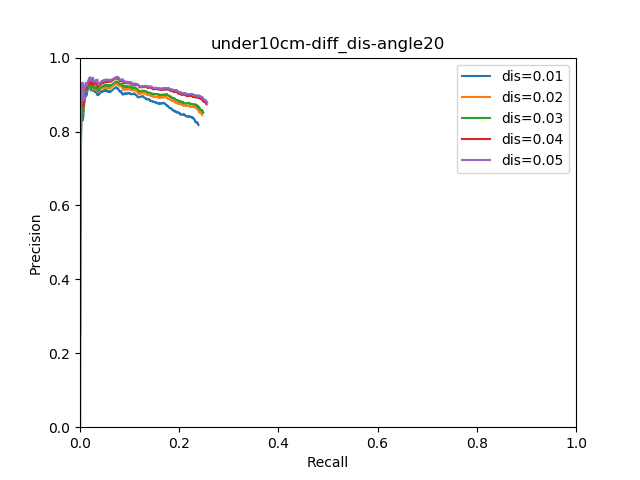 under10cm-diff_dis-angle20
1.0
0.8
0.6
0.4
0.2
0.0
Precision
0.0 0.2 0.4 0.6 0.8 1.0
Recall
dis=0.01
dis=0.02
dis=0.03
dis=0.04
dis=0.05